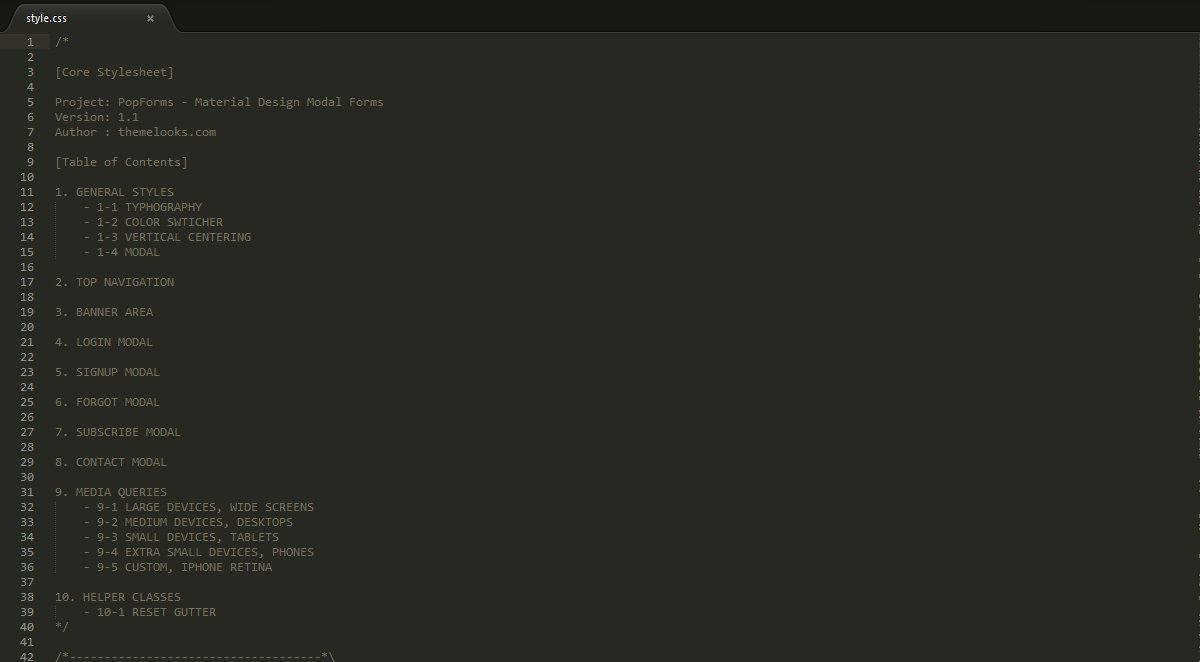 style.css ×
1 /*
2
3 [Core Stylesheet]
4
5 Project: PopForms - Material Design Modal Forms
6 Version: 1.1
7 Author : themelooks.com
8
9 [Table of Contents]
10
11 1. GENERAL STYLES
12 - 1-1 TYPHOGRAPHY
13 - 1-2 COLOR SWTICHER
14 - 1-3 VERTICAL CENTERING
15 - 1-4 MODAL
16
17 2. TOP NAVIGATION
18
19 3. BANNER AREA
20
21 4. LOGIN MODAL
22
23 5. SIGNUP MODAL
24
25 6. FORGOT MODAL
26
27 7. SUBSCRIBE MODAL
28
29 8. CONTACT MODAL
30
31 9. MEDIA QUERIES
32 - 9-1 LARGE DEVICES, WIDE SCREENS
33 - 9-2 MEDIUM DEVICES, DESKTOPS
34 - 9-3 SMALL DEVICES, TABLETS
35 - 9-4 EXTRA SMALL DEVICES, PHONES
36 - 9-5 CUSTOM, IPHONE RETINA
37
38 10. HELPER CLASSES
39 - 10-1 RESET GUTTER
40 */
41
42 /*------------------------------------*\